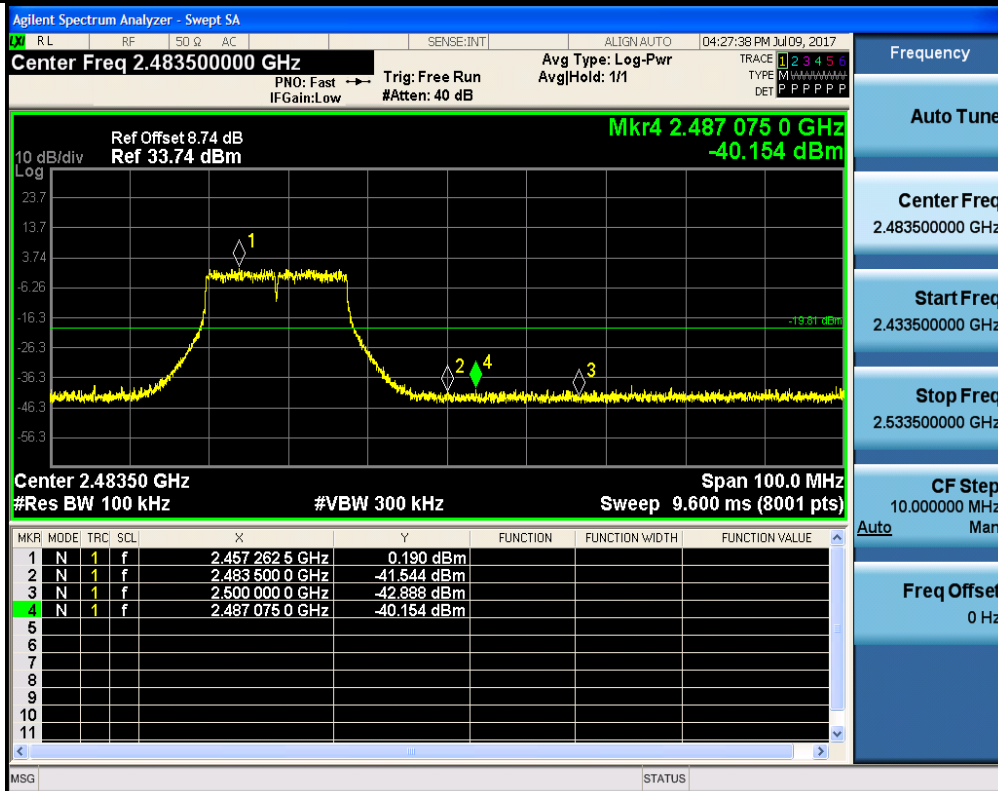 Agilent Spectrum Analyzer - Swept SA
LXI RL RF 50 Ω AC SENSE:INT ALIGN AUTO 04:27:38 PM Jul 09, 2017
Center Freq 2.483500000 GHz
PNO: Fast
IFGain:Low
Trig: Free Run
#Atten: 40 dB
Avg Type: Log-Pwr
Avg|Hold: 1/1
TRACE 1 2 3 4 5 6
TYPE M
DET P P P P P P
Mkr4 2.487 075 0 GHz
-40.154 dBm
Ref Offset 8.74 dB
Ref 33.74 dBm
10 dB/div
Log
23.7
13.7
3.74
-6.26
-16.3
-26.3
-36.3
-46.3
-56.3
1
2
4
3
-19.81 dBm
Center 2.48350 GHz Span 100.0 MHz
#Res BW 100 kHz #VBW 300 kHz Sweep 9.600 ms (8001 pts)
MKR MODE TRC SCL X Y FUNCTION FUNCTION WIDTH FUNCTION VALUE
1 N 1 f 2.457 262 5 GHz 0.190 dBm
2 N 1 f 2.483 500 0 GHz -41.544 dBm
3 N 1 f 2.500 000 0 GHz -42.888 dBm
4 N 1 f 2.487 075 0 GHz -40.154 dBm
5
6
7
8
9
10
11
MSG STATUS
Frequency
Auto Tune
Center Freq
2.483500000 GHz
Start Freq
2.433500000 GHz
Stop Freq
2.533500000 GHz
CF Step
10.000000 MHz
Auto Man
Freq Offset
0 Hz